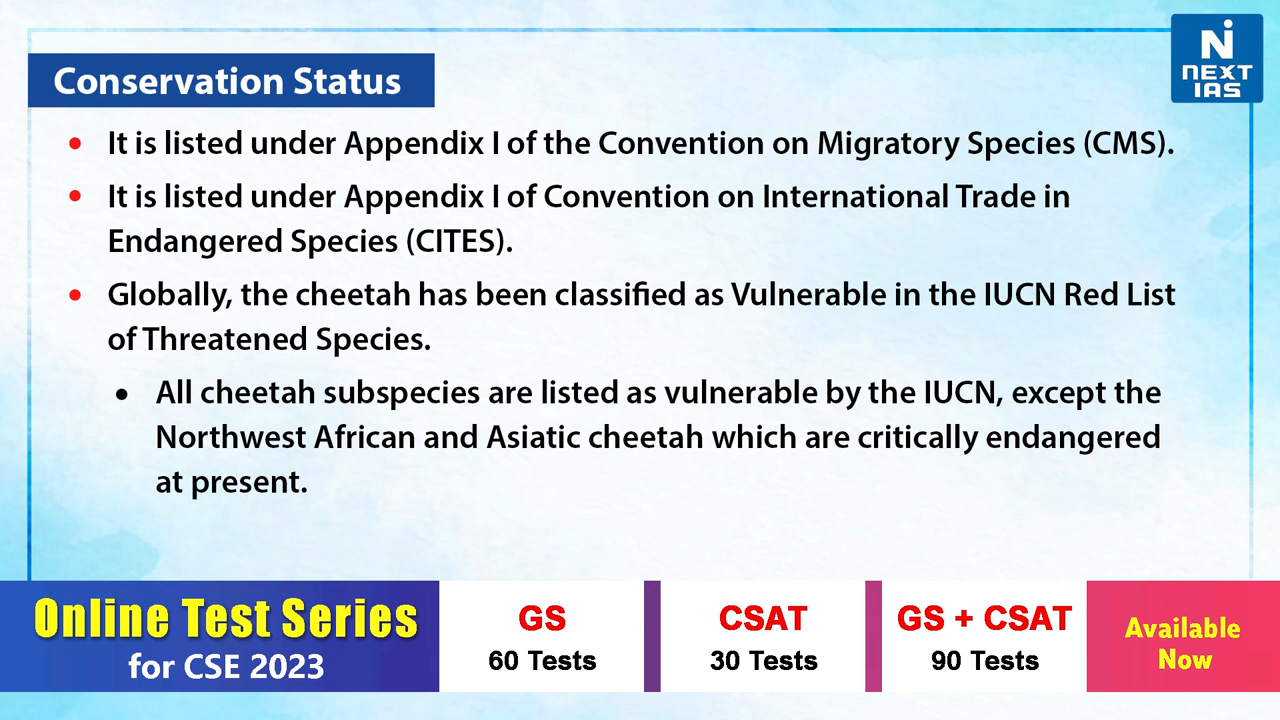 NEXT
IAS
Conservation Status
• It is listed under Appendix I of the Convention on Migratory Species (CMS).
• It is listed under Appendix I of Convention on International Trade in
Endangered Species (CITES).
• Globally, the cheetah has been classified as Vulnerable in the IUCN Red List
of Threatened Species.
• All cheetah subspecies are listed as vulnerable by the IUCN, except the
Northwest African and Asiatic cheetah which are critically endangered
at present.
Online Test Series
for CSE 2023
GS
60 Tests
CSAT
30 Tests
GS + CSAT
90 Tests
Available
Now